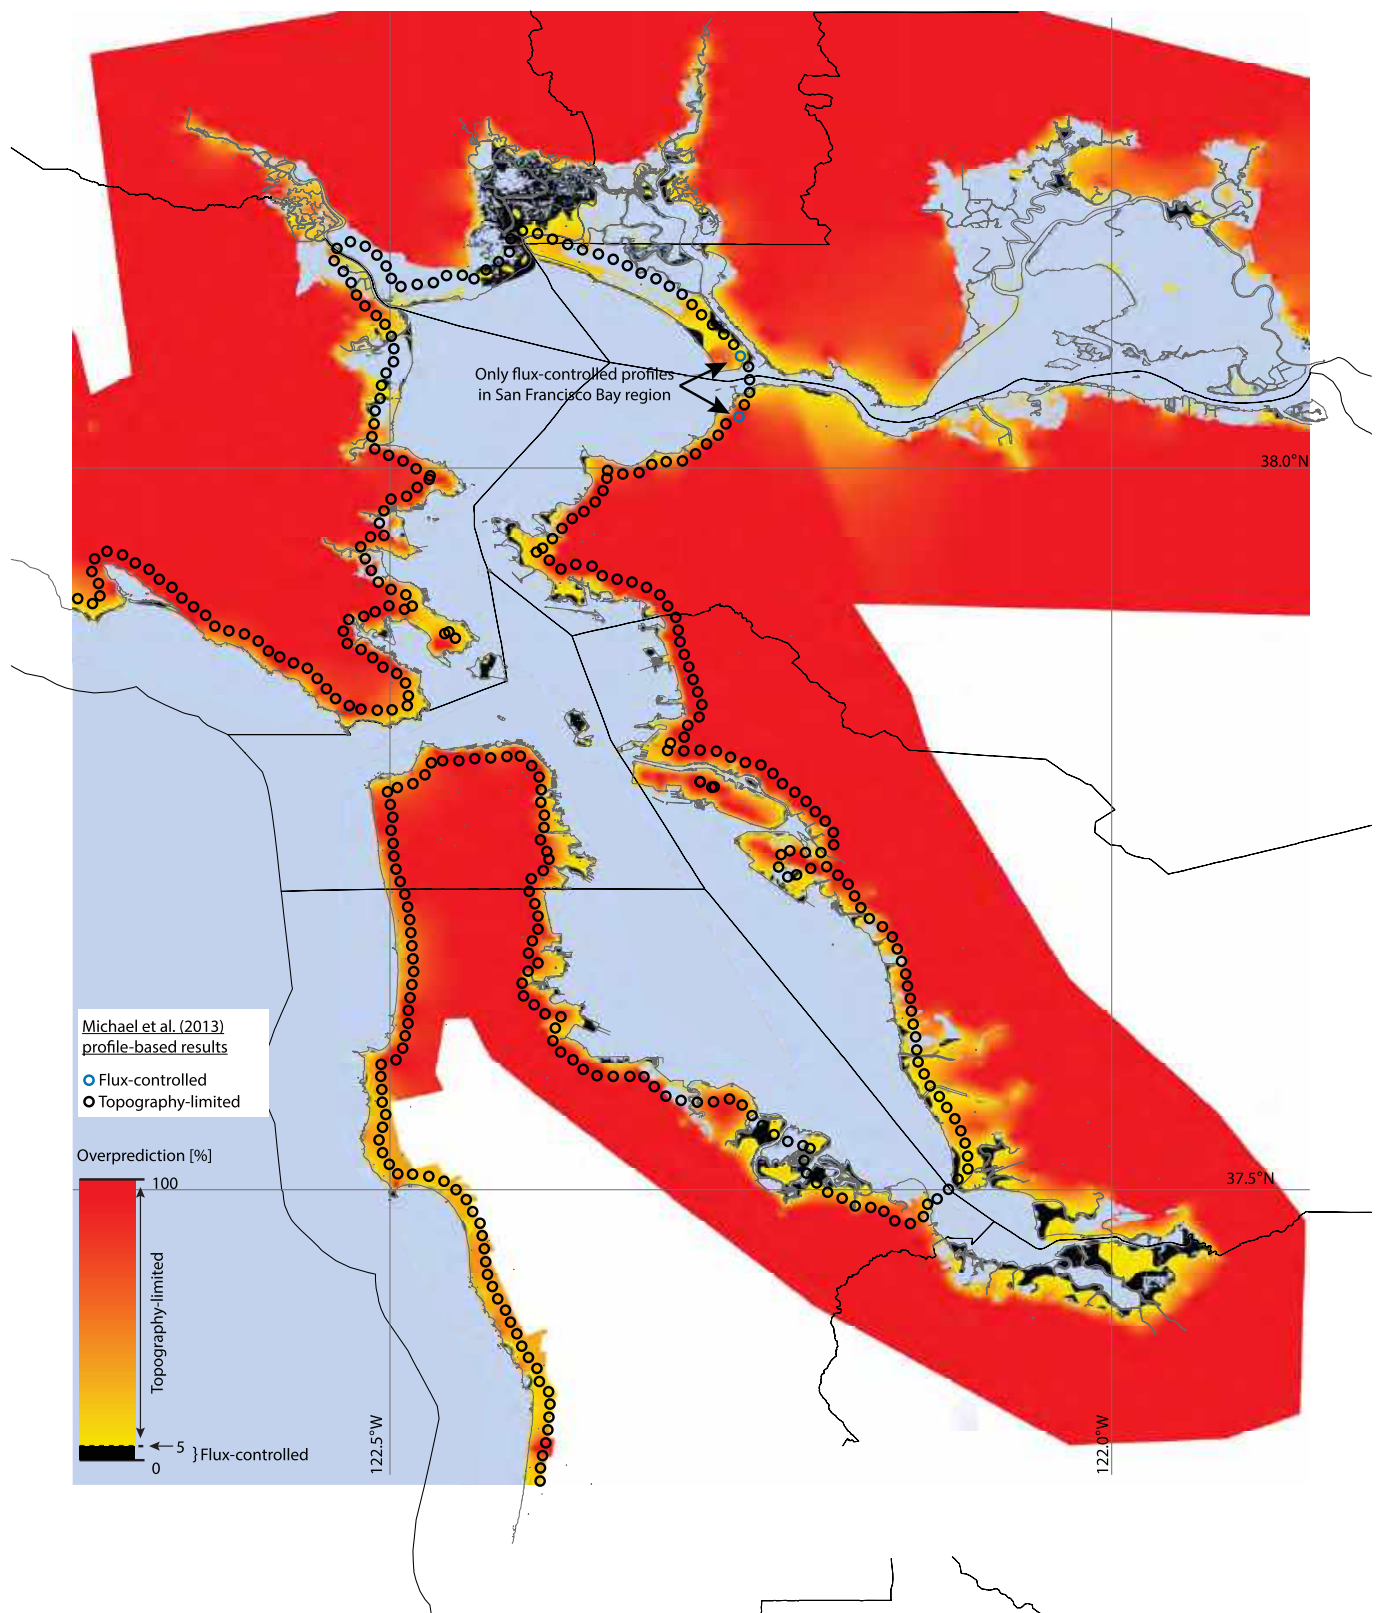 Only flux-controlled profiles
in San Francisco Bay region
38.0°N
Michael et al. (2013)
profile-based results
Flux-controlled
Topography-limited
Overprediction [%]
100
Topography-limited
5
}Flux-controlled
0
37.5°N
122.5°W
122.0°W